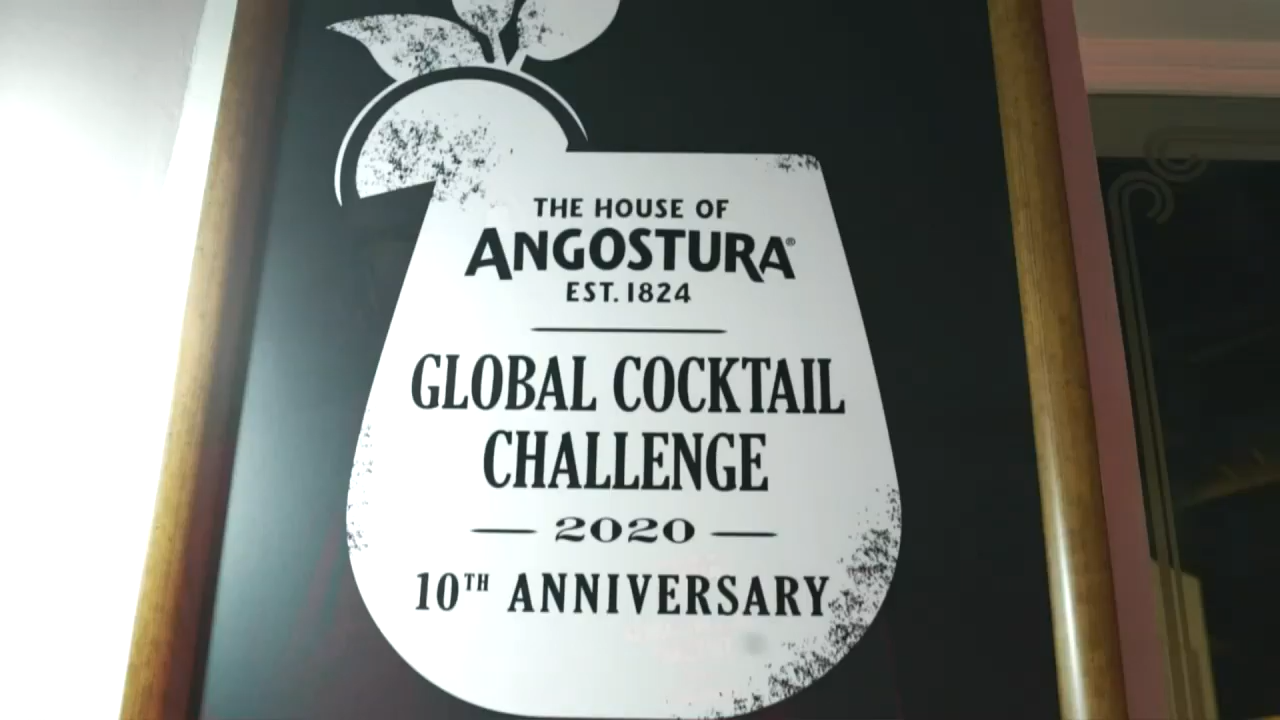 THE HOUSE OF
ANGOSTURA®
EST. 1824
GLOBAL COCKTAIL
CHALLENGE
— 2020 —
10TH ANNIVERSARY